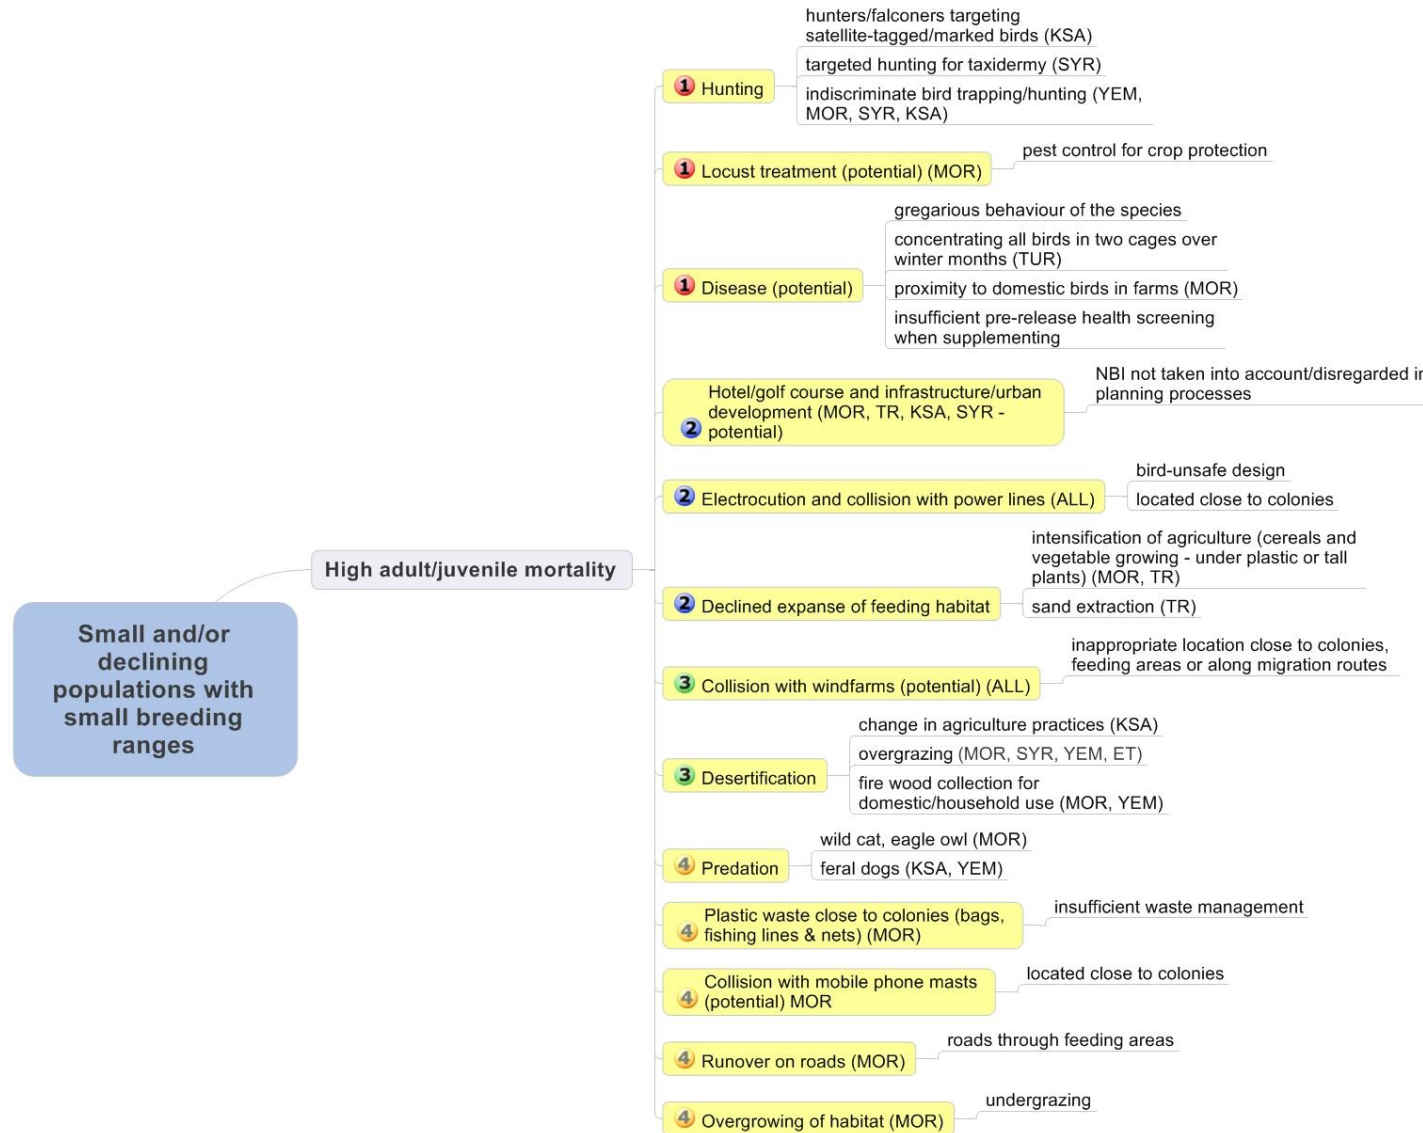 hunters/falconers targeting
satellite-tagged/marked birds (KSA)
1 Hunting
targeted hunting for taxidermy (SYR)
indiscriminate bird trapping/hunting (YEM,
MOR, SYR, KSA)
1 Locust treatment (potential) (MOR)
pest control for crop protection
1 Disease (potential)
gregarious behaviour of the species
concentrating all birds in two cages over
winter months (TUR)
proximity to domestic birds in farms (MOR)
insufficient pre-release health screening
when supplementing
Hotel/golf course and infrastructure/urban
development (MOR, TR, KSA, SYR -
2 potential)
NBI not taken into account/disregarded in
planning processes
2 Electrocution and collision with power lines (ALL)
bird-unsafe design
located close to colonies
High adult/juvenile mortality
2 Declined expanse of feeding habitat
intensification of agriculture (cereals and
vegetable growing - under plastic or tall
plants) (MOR, TR)
sand extraction (TR)
Small and/or
declining
populations with
small breeding
ranges
3 Collision with windfarms (potential) (ALL)
inappropriate location close to colonies,
feeding areas or along migration routes
3 Desertification
change in agriculture practices (KSA)
overgrazing (MOR, SYR, YEM, ET)
fire wood collection for
domestic/household use (MOR, YEM)
4 Predation
wild cat, eagle owl (MOR)
feral dogs (KSA, YEM)
Plastic waste close to colonies (bags,
4 fishing lines & nets) (MOR)
insufficient waste management
Collision with mobile phone masts
4 (potential) MOR
located close to colonies
4 Runover on roads (MOR)
roads through feeding areas
4 Overgrowing of habitat (MOR)
undergrazing